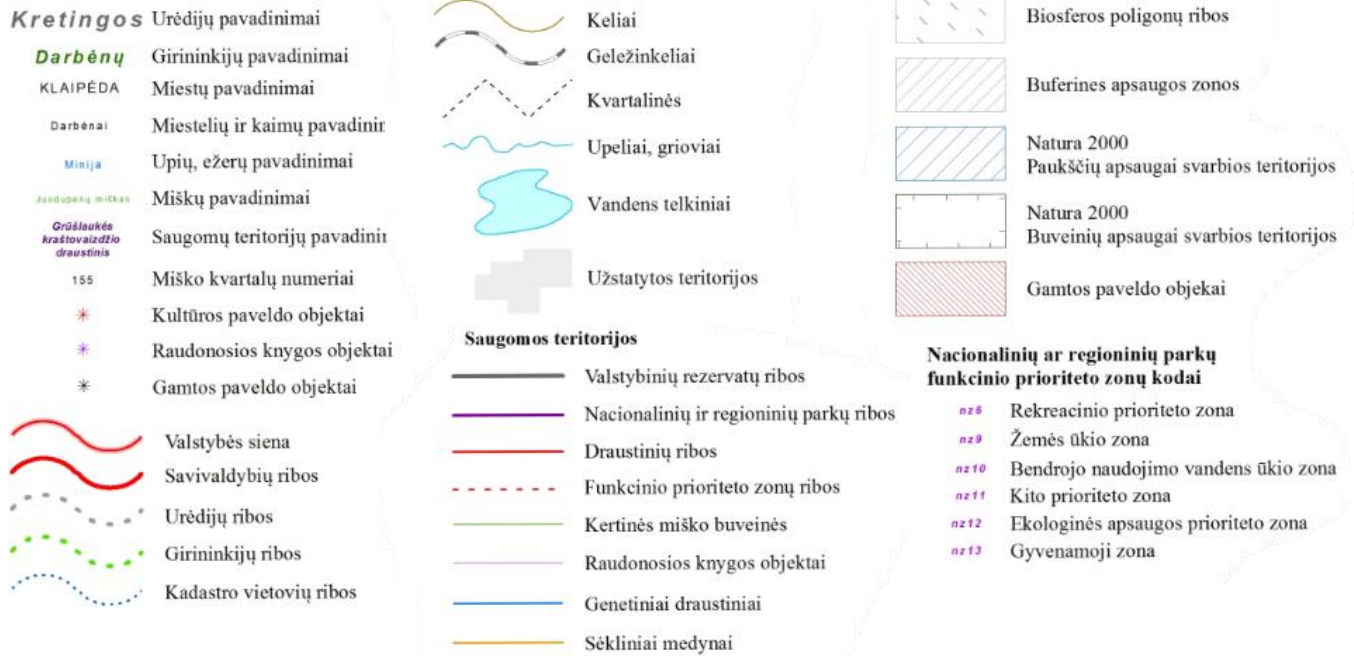 Kretingos Urėdijų pavadinimai
Darbėnų Girininkijų pavadinimai
KLAIPĖDA Miestų pavadinimai
Darbėnai Miestelių ir kaimų pavadinir
Minija Upių, ežerų pavadinimai
Juodupėnų miškas Miškų pavadinimai
Grūšlaukės
kraštovaizdžio
draustinis
Saugomų teritorijų pavadinir
155 Miško kvartalų numeriai
Kultūros paveldo objektai
Raudonosios knygos objektai
Gamtos paveldo objektai
Valstybės siena
Savivaldybių ribos
Urėdijų ribos
Girininkijų ribos
Kadastro vietovių ribos
Keliai
Geležinkeliai
Kvartalinės
Upeliai, grioviai
Vandens telkiniai
Užstatytos teritorijos
Saugomos teritorijos
Valstybinių rezervatų ribos
Nacionalinių ir regioninių parkų ribos
Draustinių ribos
Funkcinio prioriteto zonų ribos
Kertinės miško buveinės
Raudonosios knygos objektai
Genetiniai draustiniai
Sėkliniai medynai
Biosferos poligonų ribos
Buferines apsaugos zonos
Natura 2000
Paukščių apsaugai svarbios teritorijos
Natura 2000
Buveinių apsaugai svarbios teritorijos
Gamtos paveldo objekai
Nacionalinių ar regioninių parkų
funkcinio prioriteto zonų kodai
nz6 Rekreacinio prioriteto zona
nz9 Žemės ūkio zona
nz10 Bendrojo naudojimo vandens ūkio zona
nz11 Kito prioriteto zona
nz12 Ekologinės apsaugos prioriteto zona
nz13 Gyvenamoji zona